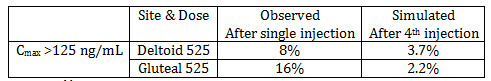 Site & Dose Observed Simulated
After single injection After 4th injection
Cmax >125 ng/mL Deltoid 525 8% 3.7%
Gluteal 525 16% 2.2%